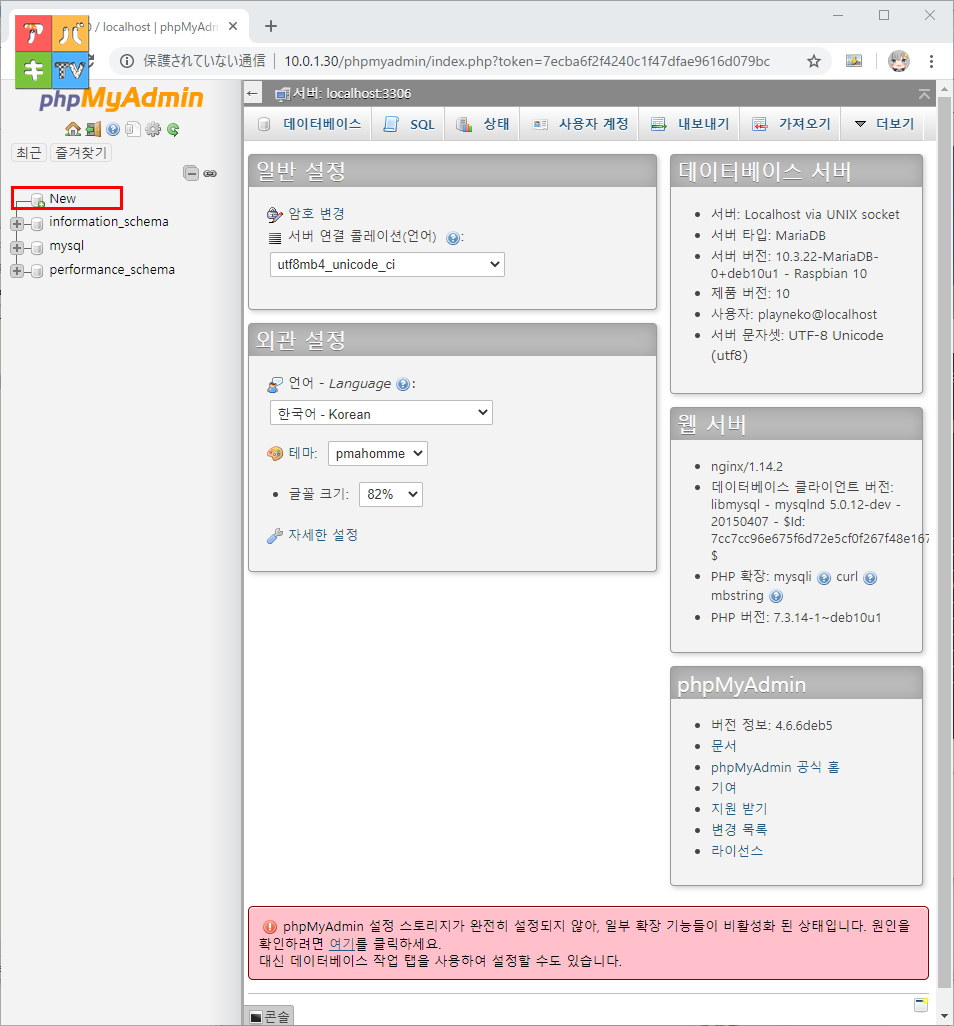 アパ
キTV
0 / localhost | phpMyAdm
保護されていない通信
10.0.1.30/phpmyadmin/index.php?token=7ecba6f2f4240c1f47dfae9616d079bc
phpMyAdmin
최근
즐겨찾기
New
information_schema
mysql
performance_schema
서버: localhost:3306
데이터베이스
SQL
상태
사용자 계정
내보내기
가져오기
더보기
일반 설정
암호 변경
서버 연결 콜레이션(언어) :
utf8mb4_unicode_ci
외관 설정
언어 - Language :
한국어 - Korean
테마: pmahomme
글꼴 크기: 82%
자세한 설정
데이터베이스 서버
서버: Localhost via UNIX socket
서버 타입: MariaDB
서버 버전: 10.3.22-MariaDB-
0+deb10u1 - Raspbian 10
제품 버전: 10
사용자: playneko@localhost
서버 문자셋: UTF-8 Unicode
(utf8)
웹 서버
nginx/1.14.2
데이터베이스 클라이언트 버전:
libmysql - mysqlnd 5.0.12-dev -
20150407 - $Id:
7cc7cc96e675f6d72e5cf0f267f48e167
$
PHP 확장: mysqli curl
mbstring
PHP 버전: 7.3.14-1~deb10u1
phpMyAdmin
버전 정보: 4.6.6deb5
문서
phpMyAdmin 공식 홈
기여
지원 받기
변경 목록
라이선스
phpMyAdmin 설정 스토리지가 완전히 설정되지 않아, 일부 확장 기능들이 비활성화 된 상태입니다. 원인을
확인하려면 여기를 클릭하세요.
대신 데이터베이스 작업 탭을 사용하여 설정할 수도 있습니다.
콘솔